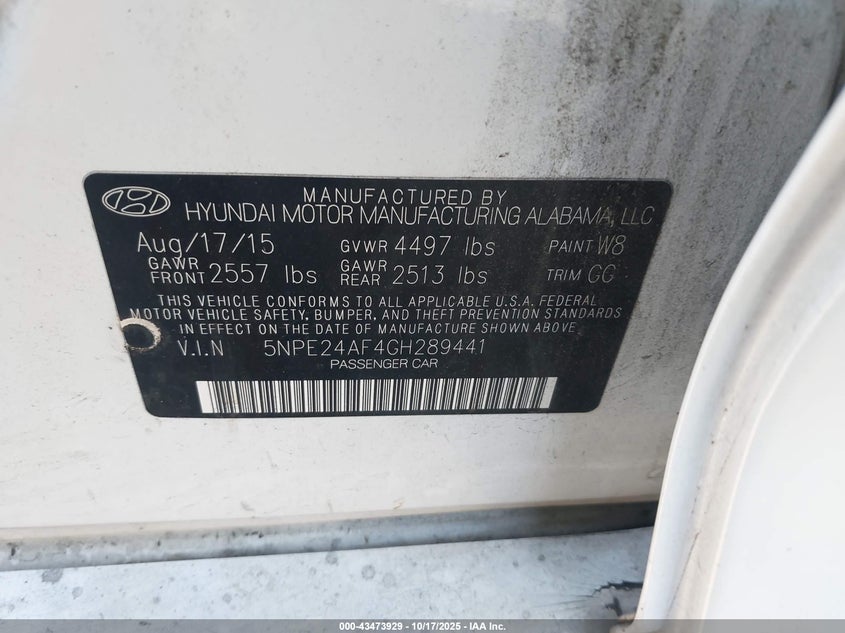 MANUFACTURED BY
HYUNDAI MOTOR MANUFACTURING ALABAMA, LLC
Aug/17/15 GVWR 4497 lbs PAINT W8
GAWR FRONT 2557 lbs GAWR REAR 2513 lbs TRIM GG
THIS VEHICLE CONFORMS TO ALL APPLICABLE U.S.A. FEDERAL
MOTOR VEHICLE SAFETY, BUMPER, AND THEFT PREVENTION STANDARDS
IN EFFECT ON THE DATE OF MANUFACTURE SHOWN ABOVE.
V.I.N 5NPE24AF4GH289441
PASSENGER CAR
000-43473929 - 10/17/2025 - IAA Inc.